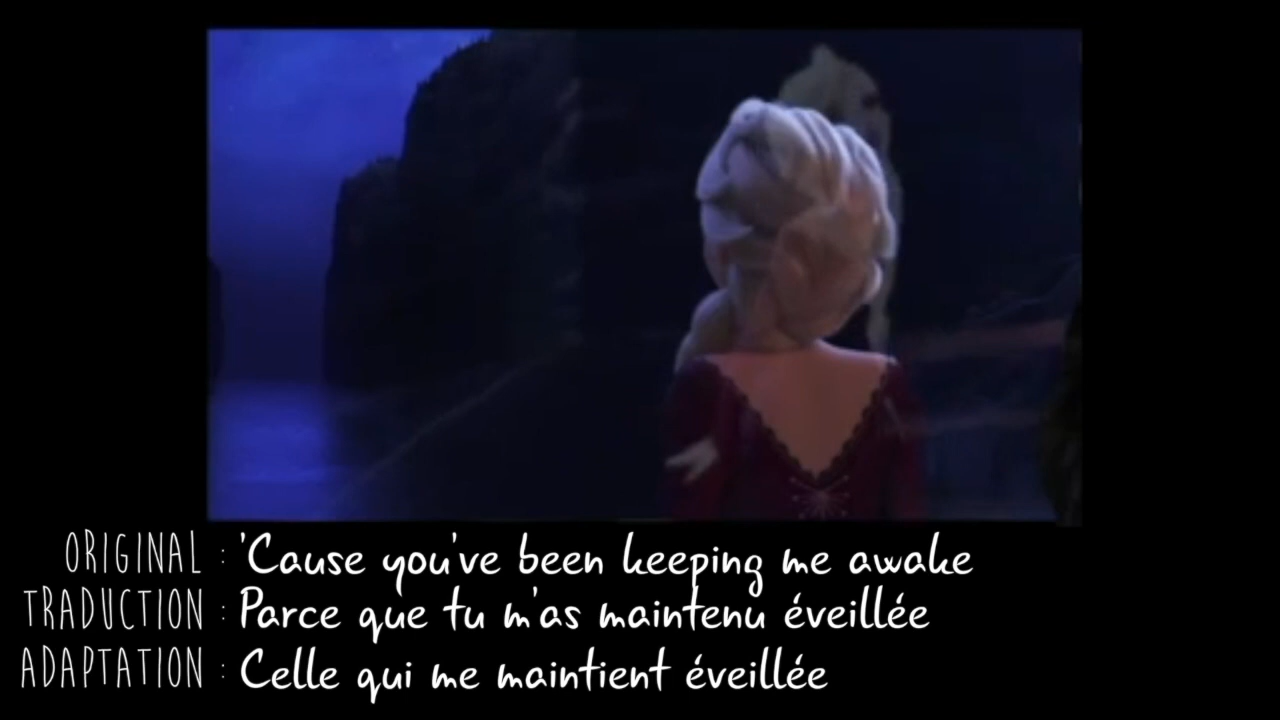 ORIGINAL : 'Cause you've been keeping me awake
TRADUCTION : Parce que tu m'as maintenu éveillée
ADAPTATION : Celle qui me maintient éveillée